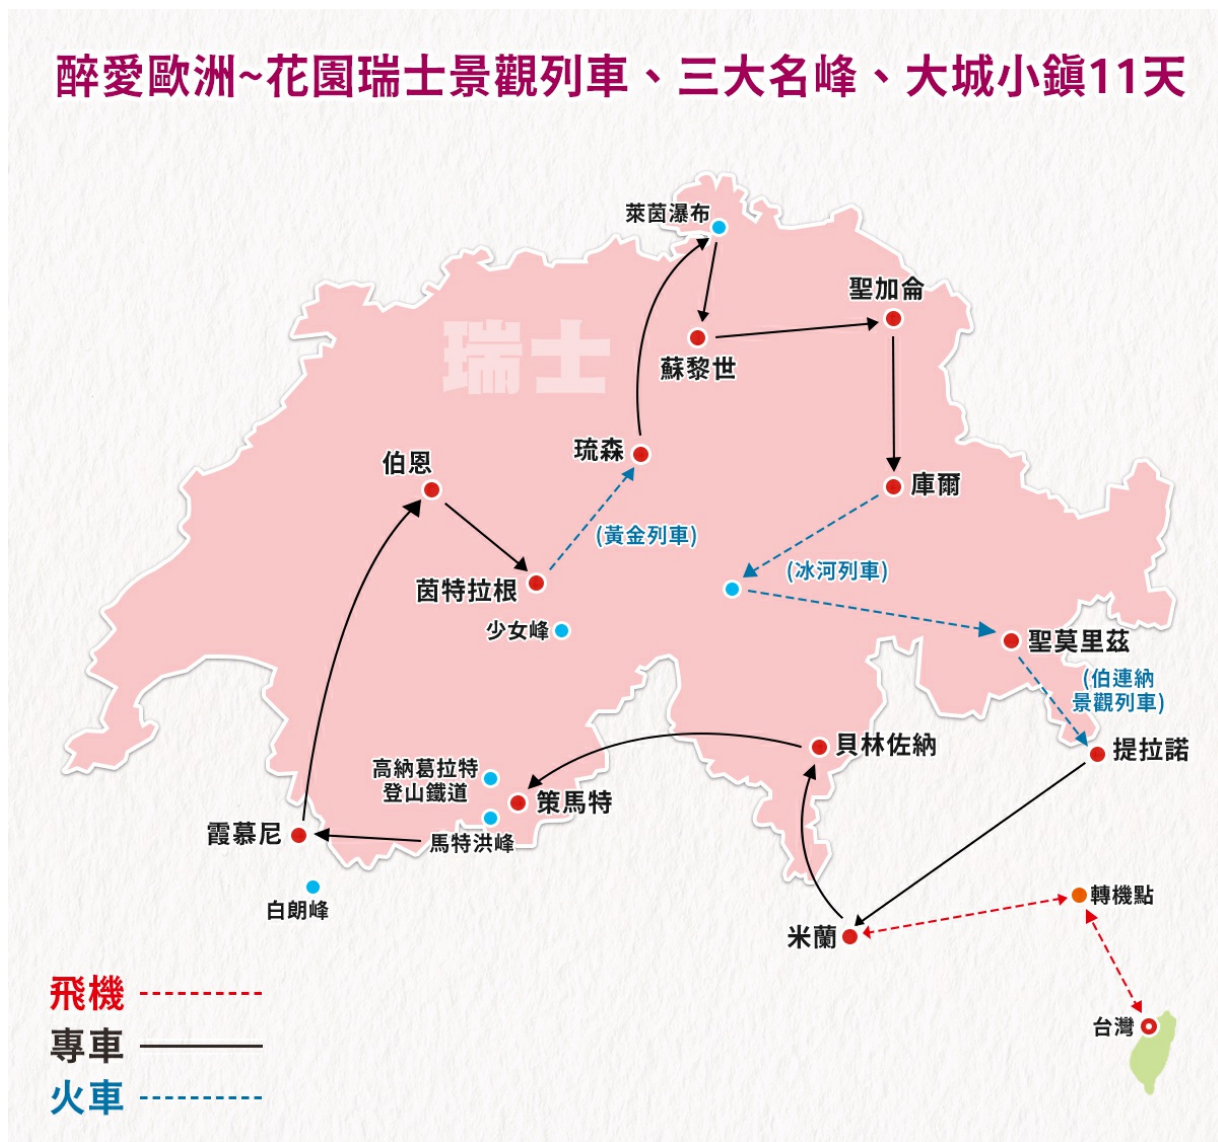 醉愛歐洲~花園瑞士景觀列車、三大名峰、大城小鎮11天
萊茵瀑布
聖加侖
瑞士
蘇黎世
琉森
伯恩
庫爾
(黃金列車)
(冰河列車)
茵特拉根
少女峰
聖莫里茲
(伯連納
景觀列車)
貝林佐納
提拉諾
高納葛拉特
登山鐵道
策馬特
霞慕尼
馬特洪峰
轉機點
白朗峰
米蘭
飛機
台灣
專車
火車